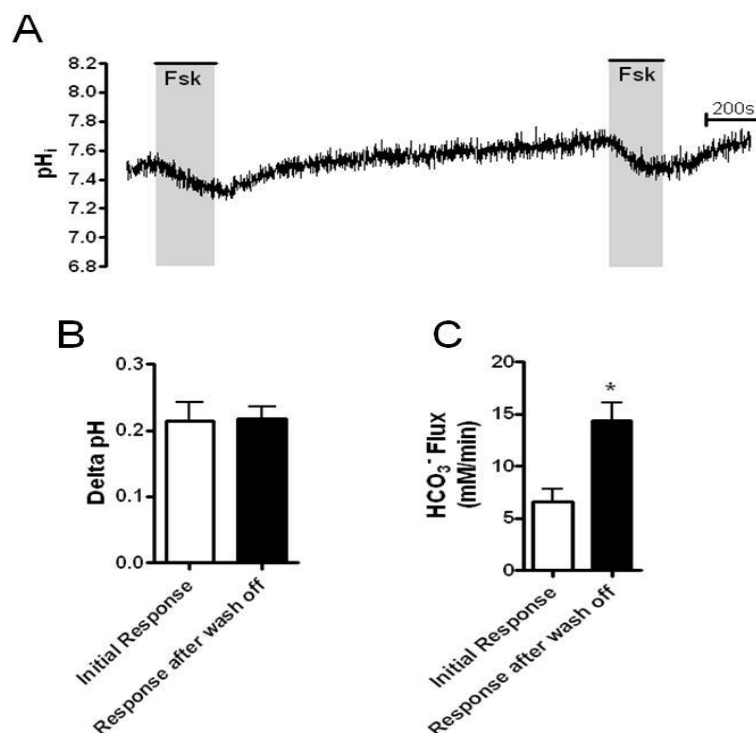 A
8.2
7.8
7.6
7.4
7.2
7.0
6.8
pHi
Fsk
Fsk
200s
B
0.3
0.2
0.1
0.0
Delta pH
Initial Response
Response after wash off
C
20
15
10
5
0
HCO3- Flux
(mM/min)
*
Initial Response
Response after wash off